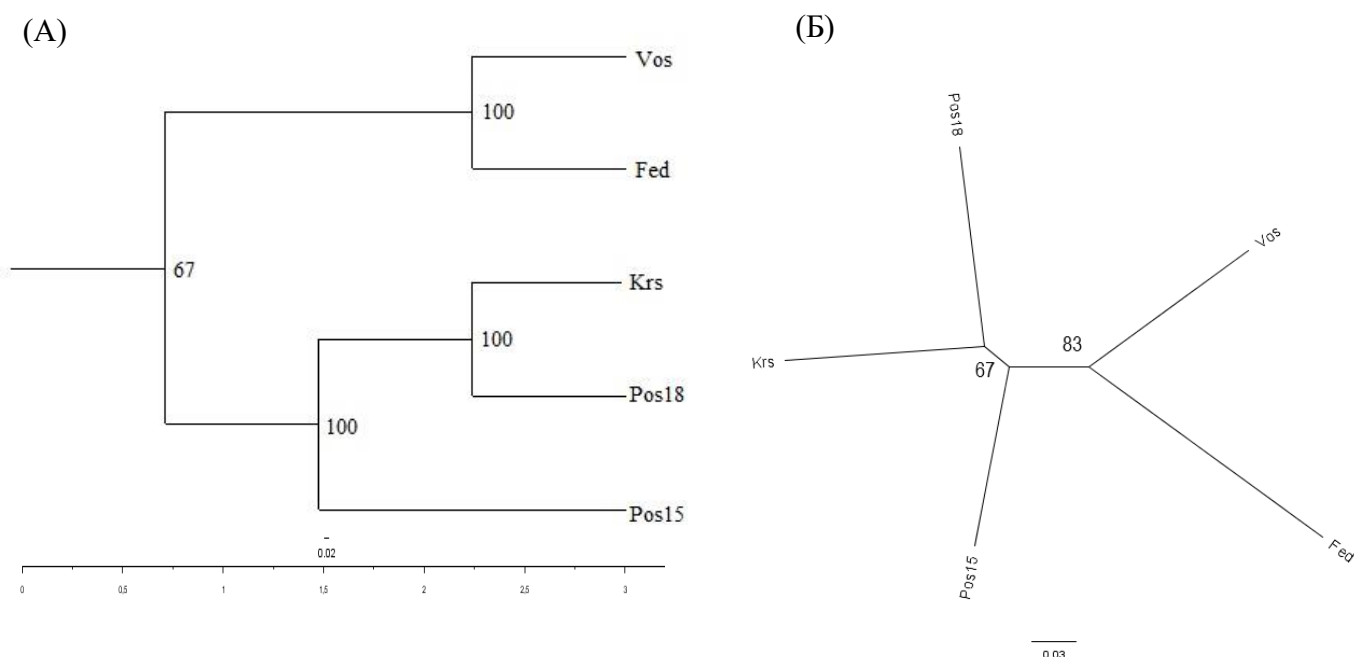 (А)
Vos
100
Fed
67
Krs
100
Pos18
100
Pos15
0.02
0
0,5
1
1,5
2
2,5
3
(Б)
Pos18
Vos
83
Krs
67
Pos15
Fed
0.03